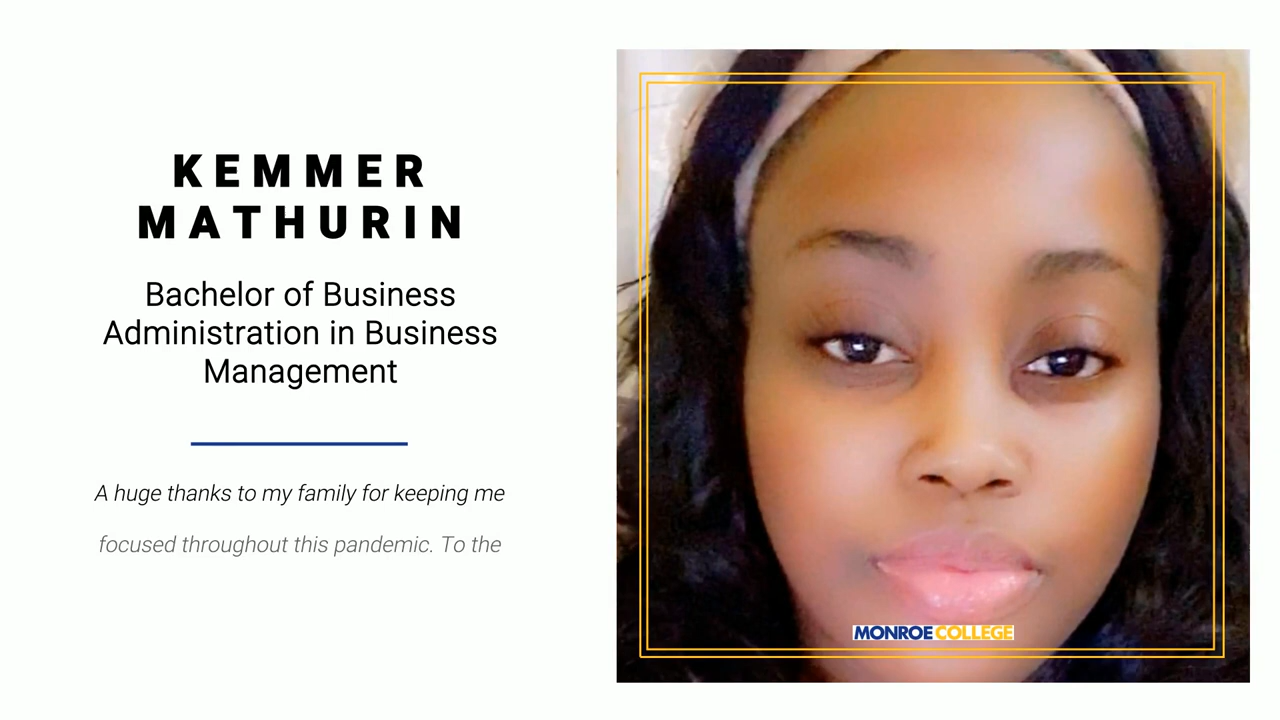 KEMMER
MATHURIN
Bachelor of Business
Administration in Business
Management
A huge thanks to my family for keeping me
focused throughout this pandemic. To the
MONROE COLLEGE